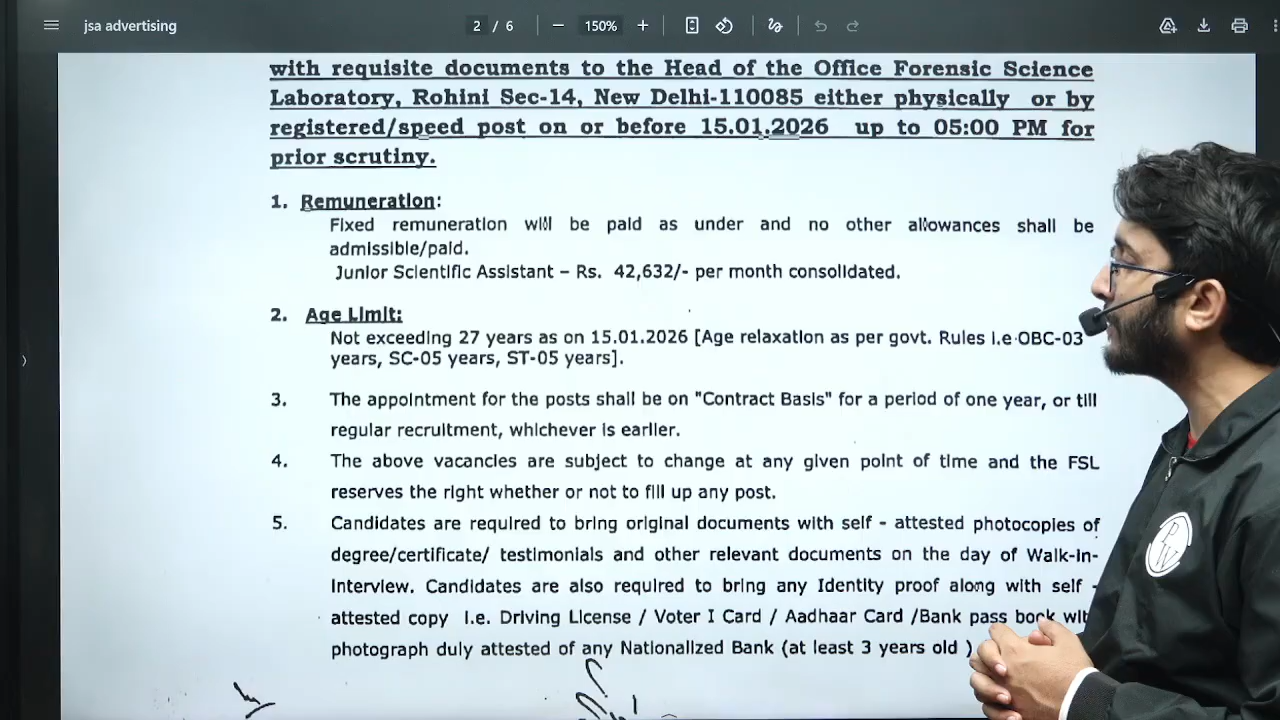 jsa advertising
2 / 6
150%
with requisite documents to the Head of the Office Forensic Science
Laboratory, Rohini Sec-14, New Delhi-110085 either physically or by
registered/speed post on or before 15.01.2026 up to 05:00 PM for
prior scrutiny.
1. Remuneration:
Fixed remuneration will be paid as under and no other allowances shall be
admissible/paid.
Junior Scientific Assistant – Rs. 42,632/- per month consolidated.
2. Age Limit:
Not exceeding 27 years as on 15.01.2026 [Age relaxation as per govt. Rules i.e OBC-03
years, SC-05 years, ST-05 years].
3. The appointment for the posts shall be on "Contract Basis" for a period of one year, or till
regular recruitment, whichever is earlier.
4. The above vacancies are subject to change at any given point of time and the FSL
reserves the right whether or not to fill up any post.
5. Candidates are required to bring original documents with self - attested photocopies of
degree/certificate/ testimonials and other relevant documents on the day of Walk-in-
Interview. Candidates are also required to bring any Identity proof along with self -
attested copy i.e. Driving License / Voter I Card / Aadhaar Card /Bank pass book
photograph duly attested of any Nationalized Bank (at least 3 years old )
PW